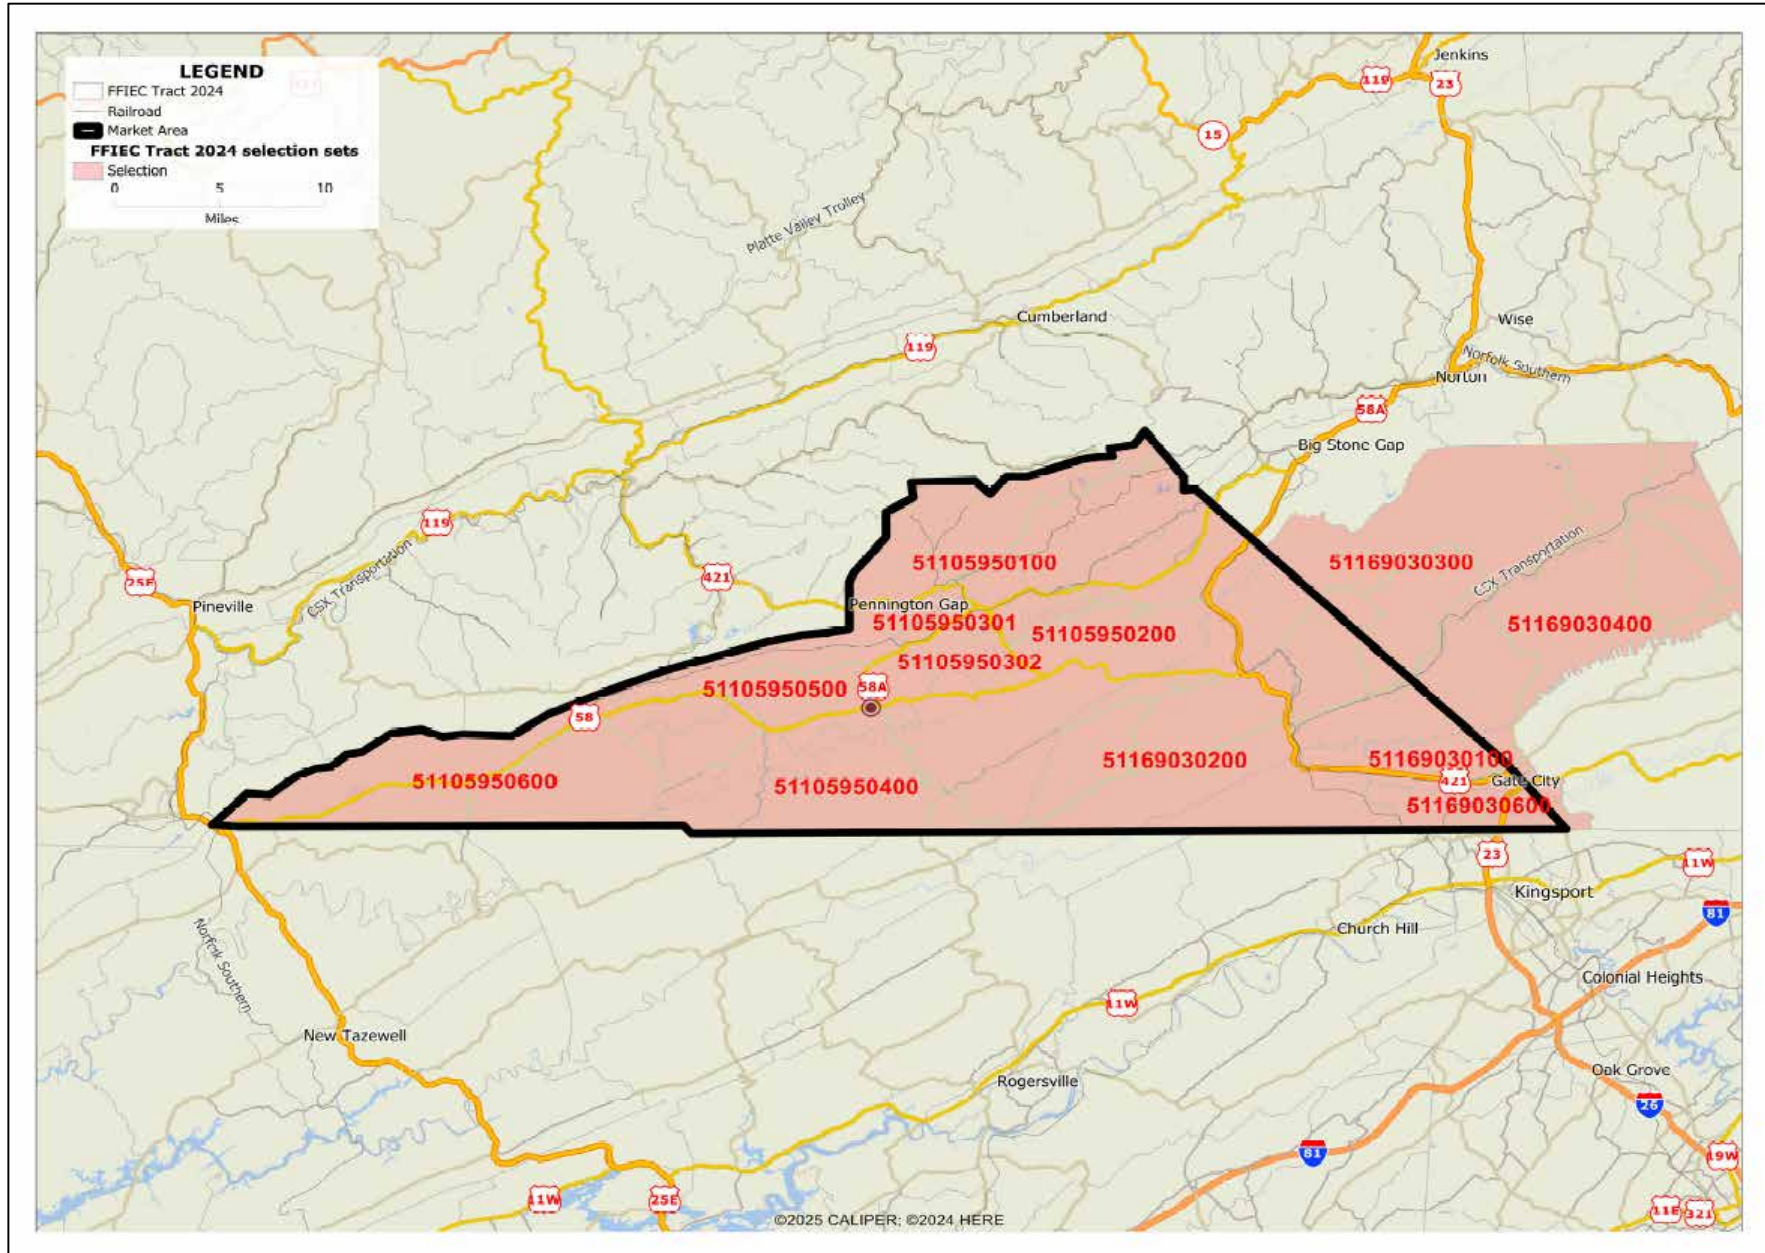 LEGEND
FFIEC Tract 2024
Railroad
Market Area
FFIEC Tract 2024 selection sets
Selection
0 5 10
Miles
Jenkins
119
23
15
Platte Valley Trolley
Cumberland
119
Wise
Norfolk Southern
Norton
58A
Big Stone Gap
119
CSX Transportation
25E
Pineville
421
51105950100
51169030300
CSX Transportation
Pennington Gap
51105950301
51105950200
51169030400
51105950302
51105950500
58A
58
51105950600
51105950400
51169030200
51169030100
421
Gate City
51169030600
23
11W
Kingsport
81
Church Hill
Norfolk Southern
Colonial Heights
11W
New Tazewell
Rogersville
Oak Grove
26
81
19W
11W
25E
11E
321
©2025 CALIPER; ©2024 HERE